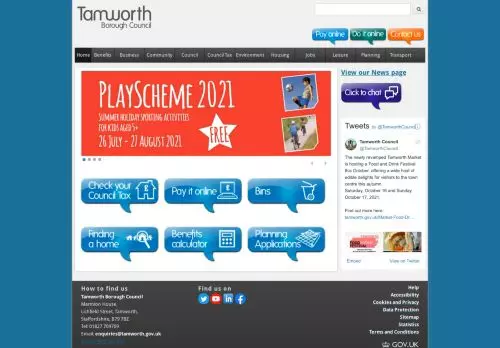 Tamworth
Borough Council
Pay online
Do it online
Contact us
Home
Benefits
Business
Community
Council
Council Tax
Environment
Housing
Jobs
Leisure
Planning
Transport
PLAYSCHEME 2021
SUMMER HOLIDAY SPORTING ACTIVITIES
FOR KIDS AGED 5+
26 JULY - 27 AUGUST 2021
FREE
View our News page
Click to chat
Tweets by @TamworthCouncil
Tamworth Council
@TamworthCouncil
The newly revamped Tamworth Market
is hosting a Food and Drink Festival
this October offering a wide host of
edible delights for visitors to the town
centre this autumn.
Saturday, October 16 and Sunday
October 17, 2021.
Find out more here:
Embed
View on Twitter
Check your
Council Tax
Pay it online
Bins
Finding
a home
Benefits
calculator
Planning
Applications
How to find us
Tamworth Borough Council
Marmion House,
Lichfield Street, Tamworth,
Staffordshire, B79 7BZ.
Tel: 01827 709709
Email: enquiries@tamworth.gov.uk
Find us on
Help
Accessibility
Cookies and Privacy
Data Protection
Sitemap
Statistics
Terms and Conditions
GOV.UK